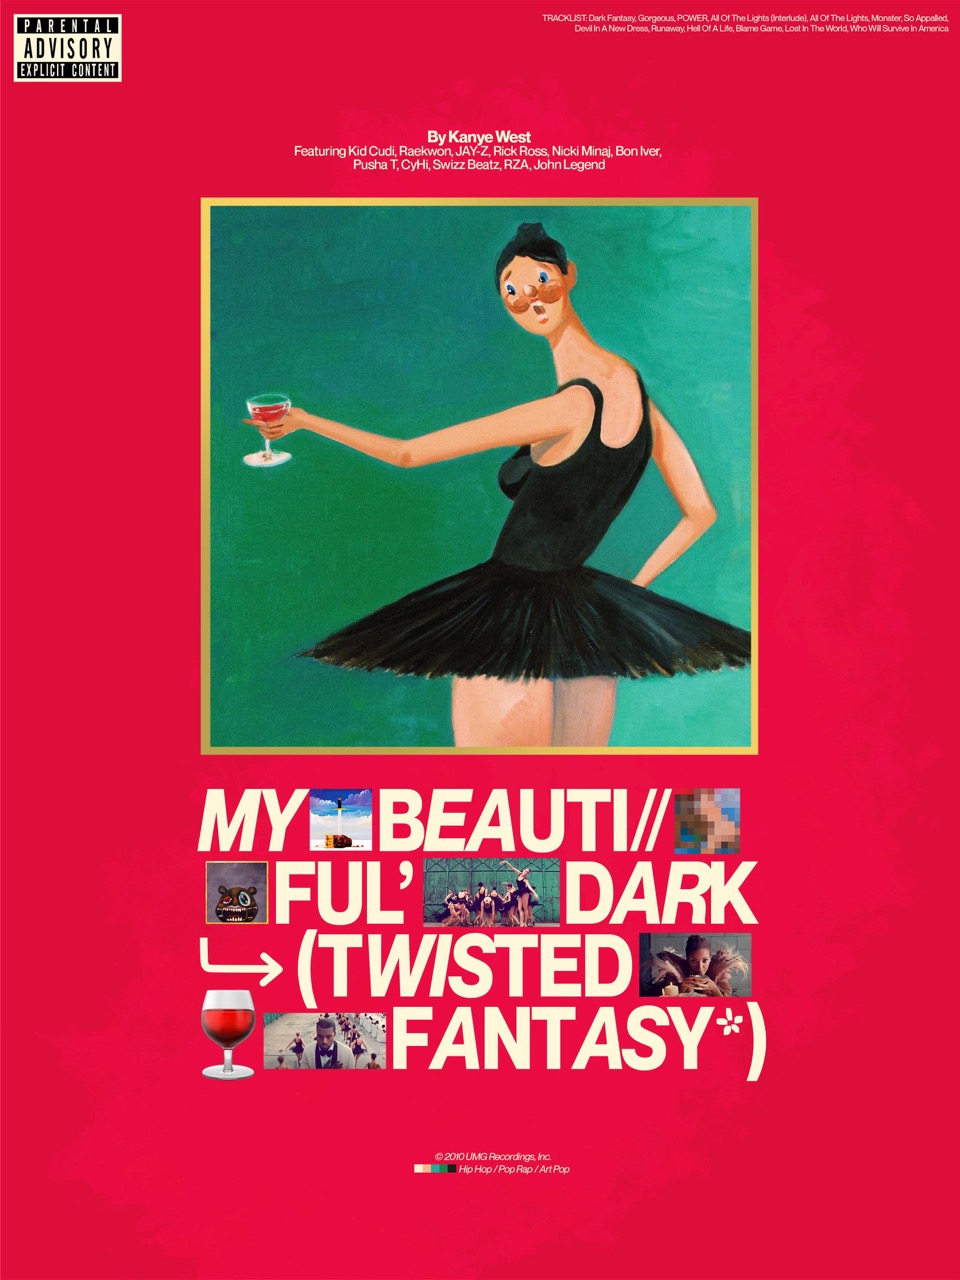 PARENTAL
ADVISORY
EXPLICIT CONTENT
TRACKLIST: Dark Fantasy, Gorgeous, POWER, All Of The Lights (Interlude), All Of The Lights, Monster, So Appalled,
Devil In A New Dress, Runaway, Hell Of A Life, Blame Game, Lost In The World, Who Will Survive In America
By Kanye West
Featuring Kid Cudi, Raekwon, JAY-Z, Rick Ross, Nicki Minaj, Bon Iver,
Pusha T, CyHi, Swizz Beatz, RZA, John Legend
MY BEAUTI//
FUL’ DARK
(TWISTED
FANTASY*)
© 2010 UMG Recordings, Inc.
Hip Hop / Pop Rap / Art Pop